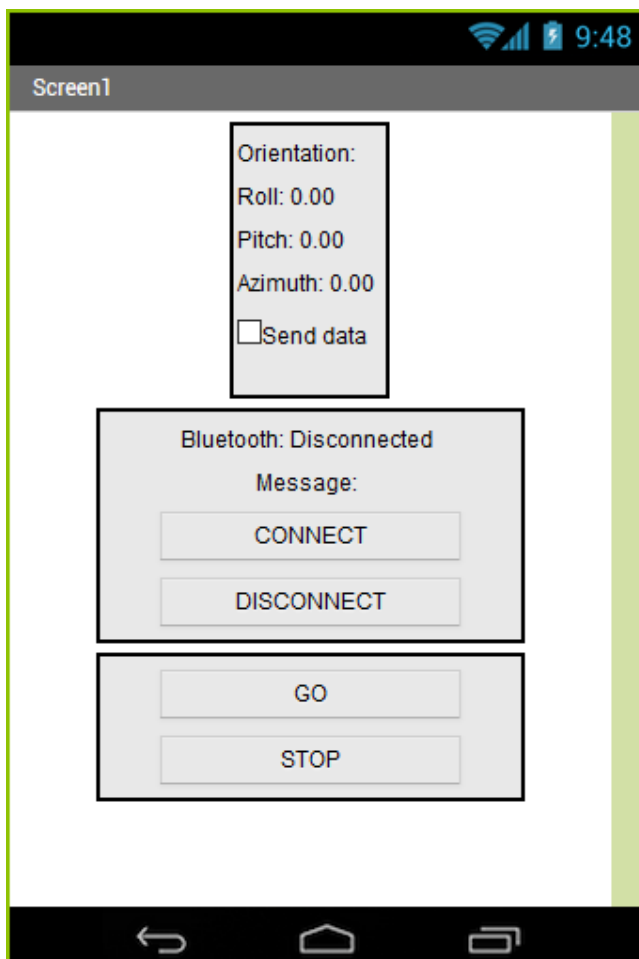 9:48
Screen1
Orientation:
Roll: 0.00
Pitch: 0.00
Azimuth: 0.00
Send data
Bluetooth: Disconnected
Message:
CONNECT
DISCONNECT
GO
STOP